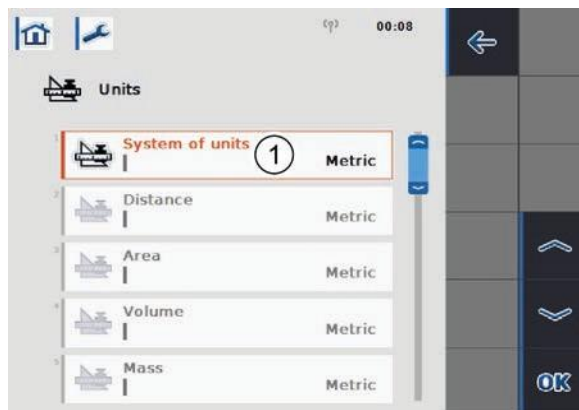 00:08
Units
1
System of units
1
Metric
2
Distance
Metric
3
Area
Metric
4
Volume
Metric
5
Mass
Metric
OK